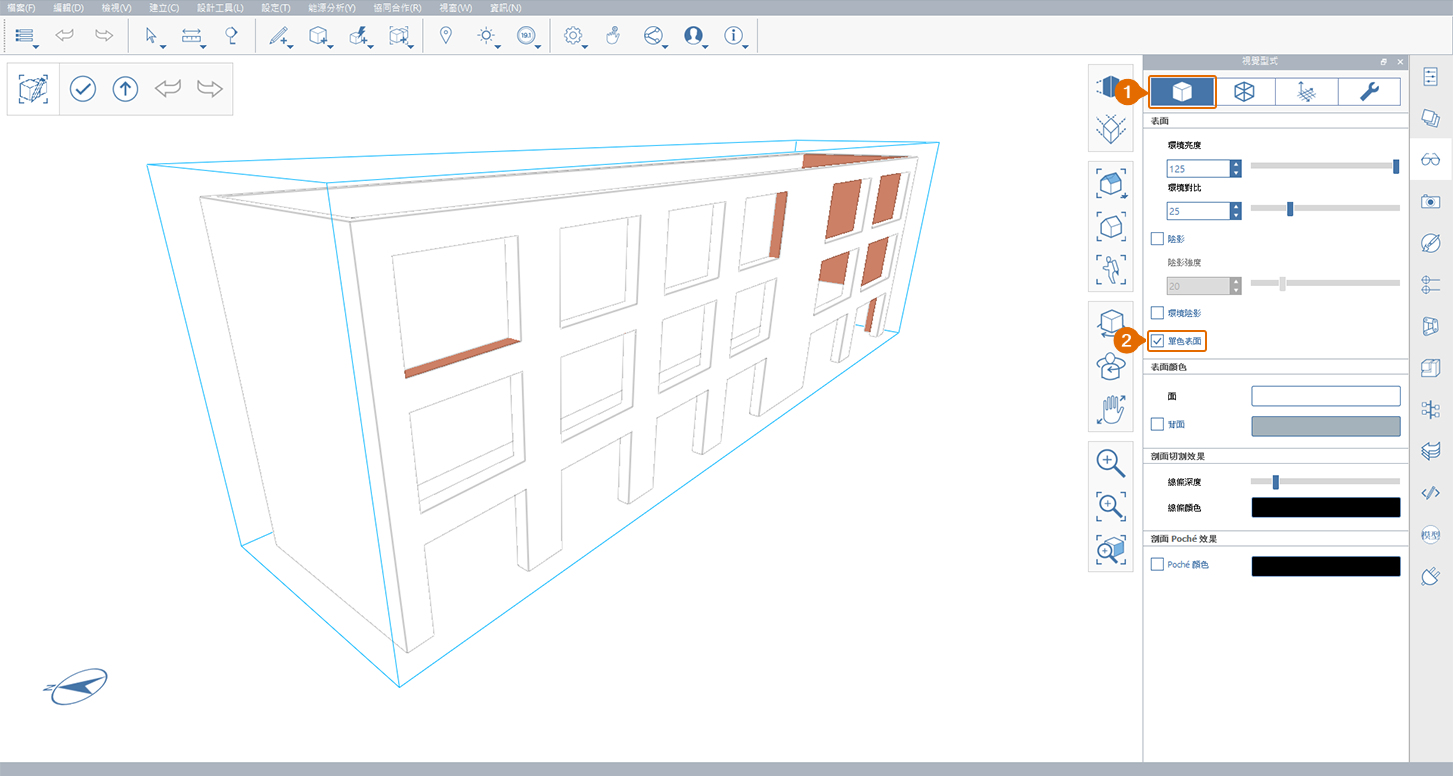 檔案(F) 編輯(D) 檢視(V) 建立(C) 設計工具(L) 設定(T) 能源分析(Y) 協同合作(R) 視窗(W) 資訊(N)
19.1
視覺型式
1
表面
環境亮度
125
環境對比
25
陰影
陰影強度
20
環境陰影
2
單色表面
表面顏色
面
背面
剖面切割效果
線條深度
線條顏色
剖面 Poché 效果
模型
Poché 顏色
N